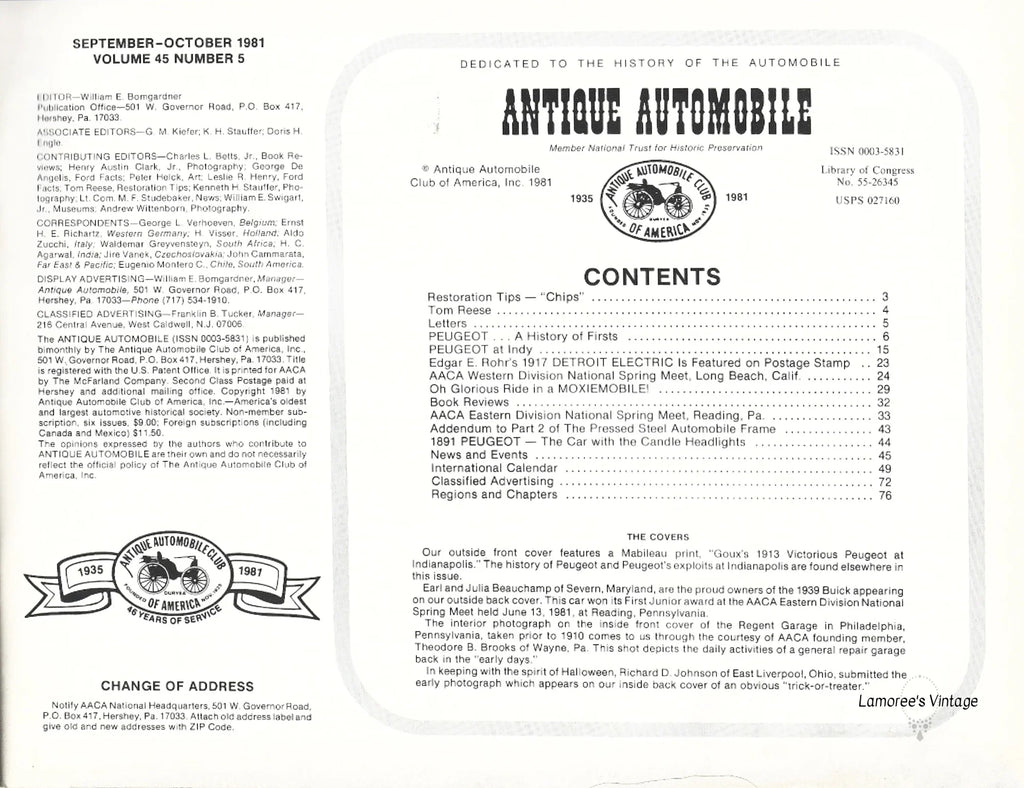 SEPTEMBER–OCTOBER 1981
VOLUME 45 NUMBER 5
EDITOR—William E. Bomgardner
Publication Office—501 W. Governor Road, P.O. Box 417,
Hershey, Pa. 17033.
ASSOCIATE EDITORS—G. M. Kiefer; K. H. Stauffer; Doris H.
Engle.
CONTRIBUTING EDITORS—Charles L. Betts, Jr., Book Re-
views; Henry Austin Clark, Jr., Photography; George De
Angelis, Ford Facts; Peter Helck, Art; Leslie R. Henry, Ford
Facts, Tom Reese, Restoration Tips; Kenneth H. Stauffer, Pho-
tography; Lt. Com. M. F. Studebaker, News; William E. Swigart,
Jr., Museums; Andrew Wittenborn, Photography.
CORRESPONDENTS—George L. Verhoeven, Belgium; Ernst
H. E. Richartz, Western Germany; H. Visser, Holland; Aldo
Zucchi, Italy; Waldemar Greyvensteyn, South Africa; H. C.
Agarwal, India; Jire Vanek, Czechoslovakia; John Cammarata,
Far East & Pacific; Eugenio Montero C., Chile, South America.
DISPLAY ADVERTISING—William E. Bomgardner, Manager—
Antique Automobile, 501 W. Governor Road, P.O. Box 417,
Hershey, Pa. 17033—Phone (717) 534-1910.
CLASSIFIED ADVERTISING—Franklin B. Tucker, Manager—
216 Central Avenue, West Caldwell, N.J. 07006.
The ANTIQUE AUTOMOBILE (ISSN 0003-5831) is published
bimonthly by The Antique Automobile Club of America, Inc.,
501 W. Governor Road, P.O. Box 417, Hershey, Pa. 17033. Title
is registered with the U.S. Patent Office. It is printed for AACA
by The McFarland Company. Second Class Postage paid at
Hershey and additional mailing office. Copyright 1981 by
Antique Automobile Club of America, Inc.—America's oldest
and largest automotive historical society. Non-member sub-
scription, six issues, $9.00; Foreign subscriptions (including
Canada and Mexico) $11.50.
The opinions expressed by the authors who contribute to
ANTIQUE AUTOMOBILE are their own and do not necessarily
reflect the official policy of The Antique Automobile Club of
America, Inc.
1935
ANTIQUE AUTOMOBILE CLUB
DURYEA
FOUNDED NOV. 1935
OF AMERICA
1981
46 YEARS OF SERVICE
CHANGE OF ADDRESS
Notify AACA National Headquarters, 501 W. Governor Road,
P.O. Box 417, Hershey, Pa. 17033. Attach old address label and
give old and new addresses with ZIP Code.
DEDICATED TO THE HISTORY OF THE AUTOMOBILE
ANTIQUE AUTOMOBILE
Member National Trust for Historic Preservation
© Antique Automobile
Club of America, Inc. 1981
1935
ANTIQUE AUTOMOBILE CLUB
DURYEA
FOUNDED NOV. 1935
OF AMERICA
1981
ISSN 0003-5831
Library of Congress
No. 55-26345
USPS 027160
CONTENTS
Restoration Tips — "Chips" ........ 3
Tom Reese ........ 4
Letters ........ 5
PEUGEOT . . . A History of Firsts ........ 6
PEUGEOT at Indy ........ 15
Edgar E. Rohr's 1917 DETROIT ELECTRIC Is Featured on Postage Stamp .. 23
AACA Western Division National Spring Meet, Long Beach, Calif. ........ 24
Oh Glorious Ride in a MOXIEMOBILE! ........ 29
Book Reviews ........ 32
AACA Eastern Division National Spring Meet, Reading, Pa. ........ 33
Addendum to Part 2 of The Pressed Steel Automobile Frame ........ 43
1891 PEUGEOT — The Car with the Candle Headlights ........ 44
News and Events ........ 45
International Calendar ........ 49
Classified Advertising ........ 72
Regions and Chapters ........ 76
THE COVERS
Our outside front cover features a Mabileau print, "Goux's 1913 Victorious Peugeot at
Indianapolis." The history of Peugeot and Peugeot's exploits at Indianapolis are found elsewhere in
this issue.
Earl and Julia Beauchamp of Severn, Maryland, are the proud owners of the 1939 Buick appearing
on our outside back cover. This car won its First Junior award at the AACA Eastern Division National
Spring Meet held June 13, 1981, at Reading, Pennsylvania.
The interior photograph on the inside front cover of the Regent Garage in Philadelphia,
Pennsylvania, taken prior to 1910 comes to us through the courtesy of AACA founding member,
Theodore B. Brooks of Wayne, Pa. This shot depicts the daily activities of a general repair garage
back in the "early days."
In keeping with the spirit of Halloween, Richard D. Johnson of East Liverpool, Ohio, submitted the
early photograph which appears on our inside back cover of an obvious "trick-or-treater."
Lamoree's Vintage